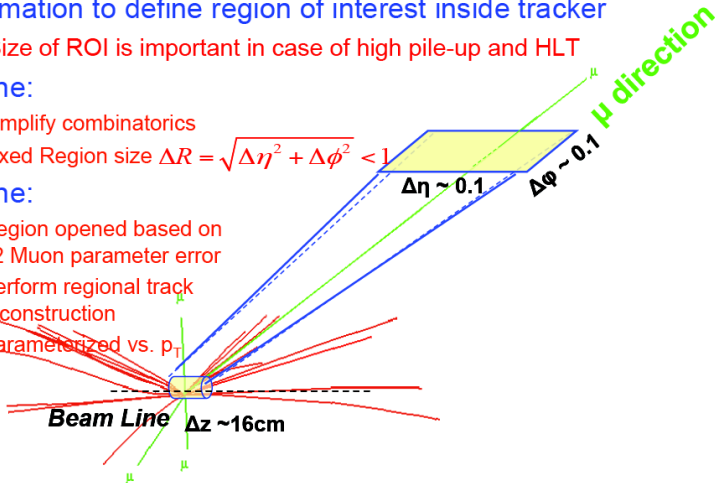 mation to define region of interest inside tracker
Size of ROI is important in case of high pile-up and HLT
ne:
mplify combinatorics
xed Region size ΔR = √Δη² + Δϕ² < 1
ne:
egion opened based on
2 Muon parameter error
erform regional track
construction
arameterized vs. p_T
μ direction
μ
Δη ~ 0.1
Δφ ~ 0.1
μ
Beam Line
Δz ~16cm
μ
μ